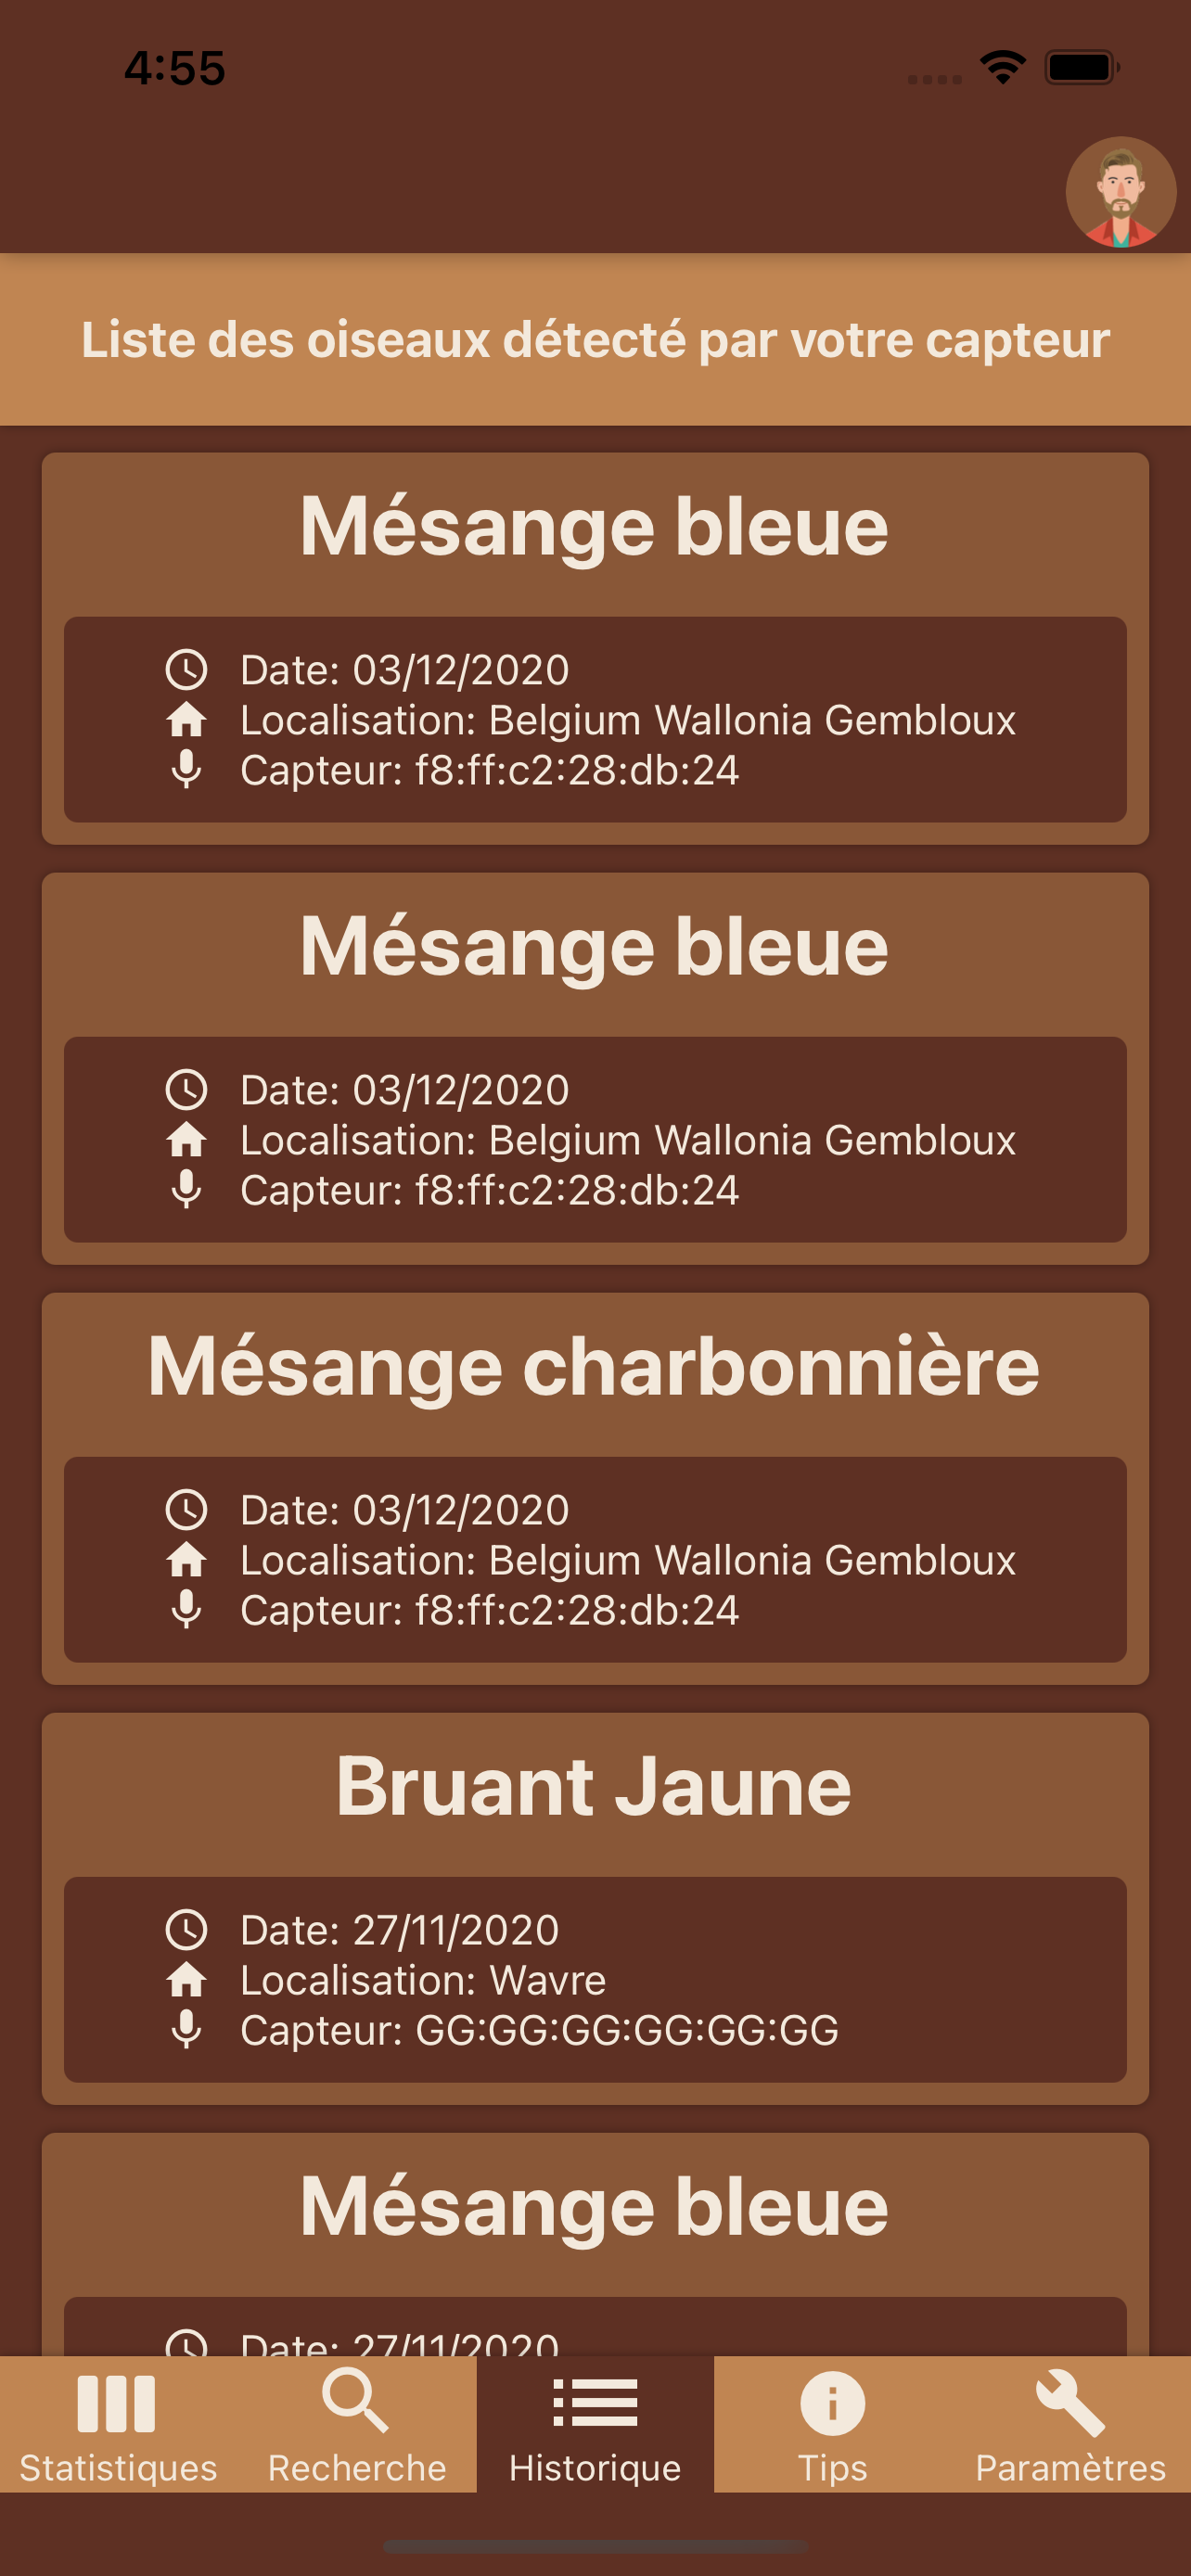 4:55
Liste des oiseaux détecté par votre capteur
Mésange bleue
Date: 03/12/2020
Localisation: Belgium Wallonia Gembloux
Capteur: f8:ff:c2:28:db:24
Mésange bleue
Date: 03/12/2020
Localisation: Belgium Wallonia Gembloux
Capteur: f8:ff:c2:28:db:24
Mésange charbonnière
Date: 03/12/2020
Localisation: Belgium Wallonia Gembloux
Capteur: f8:ff:c2:28:db:24
Bruant Jaune
Date: 27/11/2020
Localisation: Wavre
Capteur: GG:GG:GG:GG:GG:GG
Mésange bleue
Date: 27/11/2020
Statistiques
Recherche
Historique
Tips
Paramètres